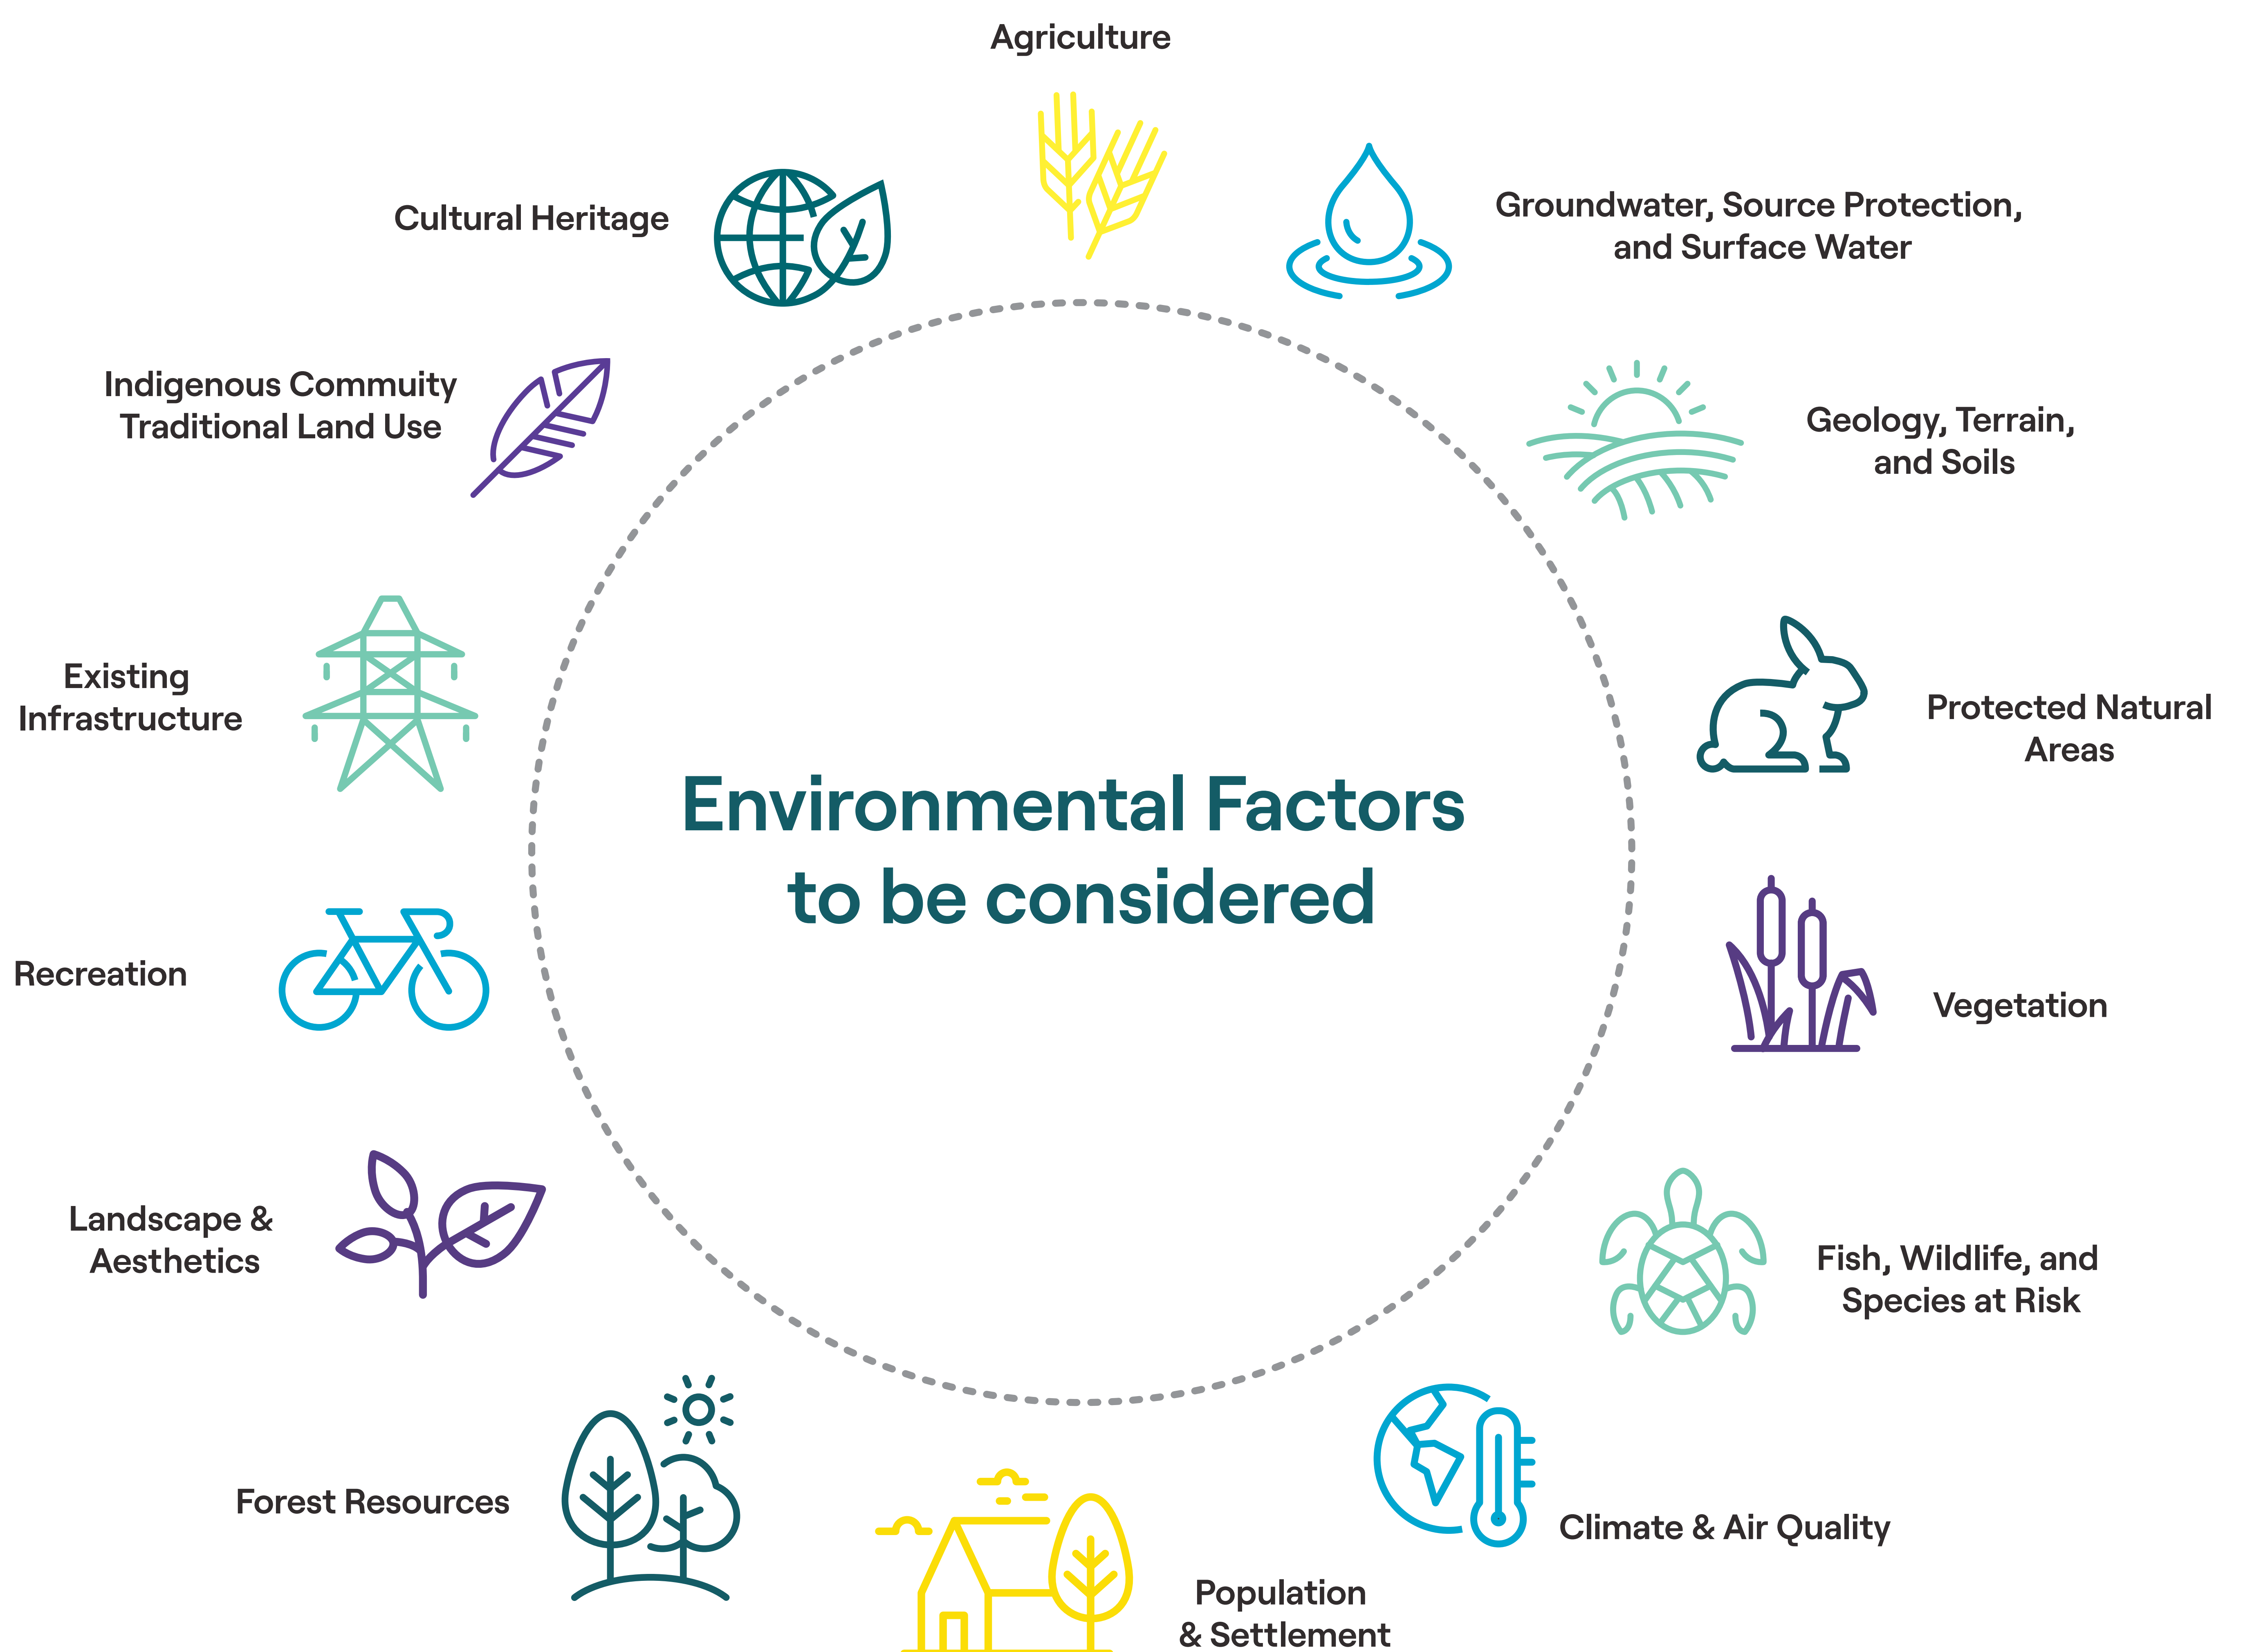 Agriculture
Cultural Heritage
Groundwater, Source Protection,
and Surface Water
Indigenous Commuity
Traditional Land Use
Geology, Terrain,
and Soils
Existing
Infrastructure
Protected Natural
Areas
Environmental Factors
to be considered
Recreation
Vegetation
Landscape &
Aesthetics
Fish, Wildlife, and
Species at Risk
Forest Resources
Climate & Air Quality
Population
& Settlement